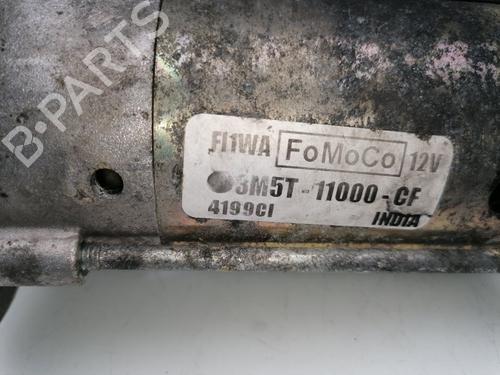 B-PARTS
FI1WA FoMoCo 12V
3M5T-11000-CF
4199CI
INDIA